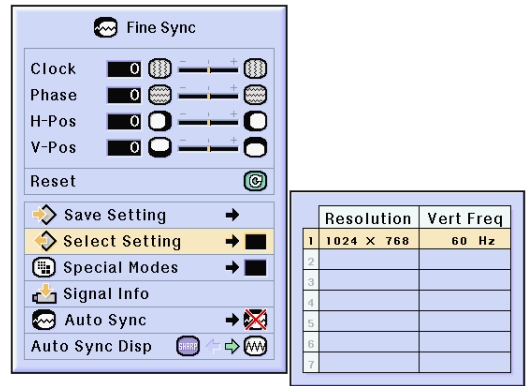 Fine Sync
Clock 0 - +
Phase 0 - +
H-Pos 0 - +
V-Pos 0 - +
Reset
Save Setting
Select Setting
Special Modes
Signal Info
Auto Sync
Auto Sync Disp SHARP
Resolution Vert Freq
1 1024 X 768 60 Hz
2
3
4
5
6
7